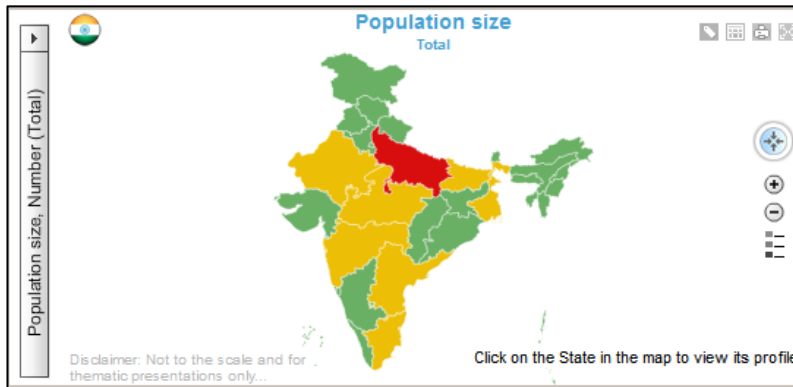 Population size
Total
Population size, Number (Total)
Disclaimer: Not to the scale and for
thematic presentations only...
Click on the State in the map to view its profile